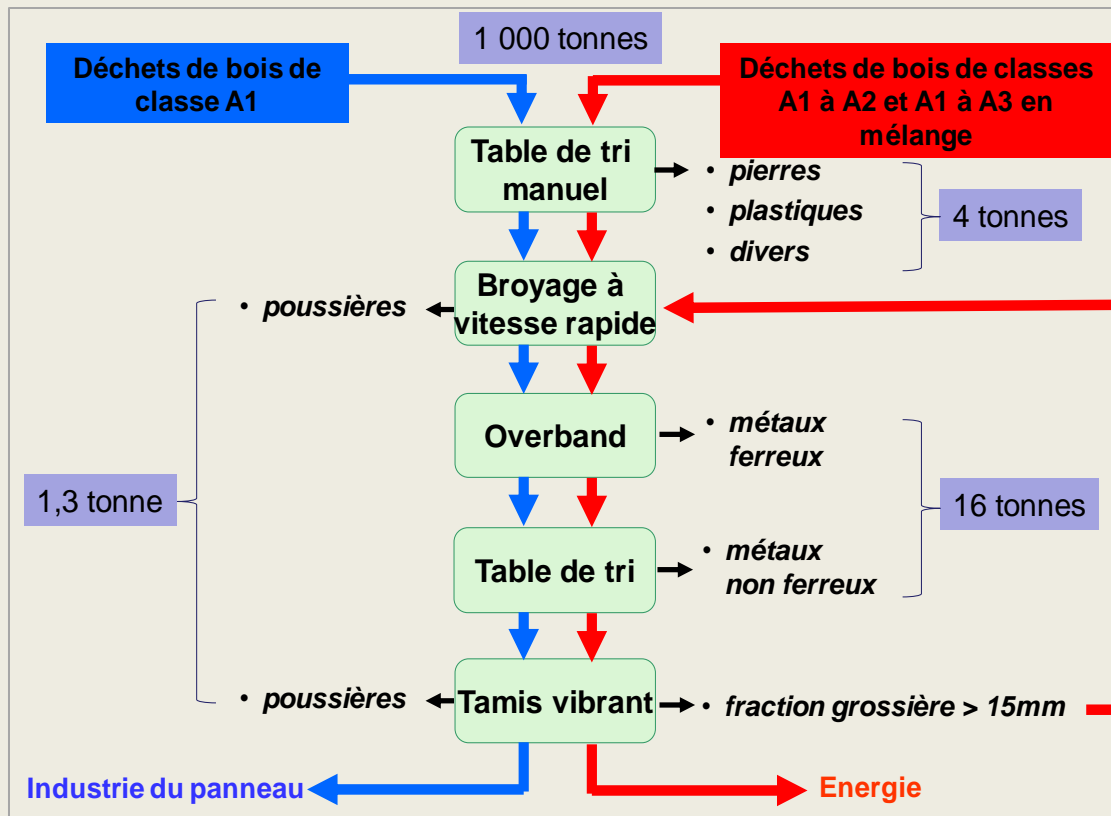 1 000 tonnes
Déchets de bois de
classe A1
Déchets de bois de classes
A1 à A2 et A1 à A3 en
mélange
Table de tri
manuel
• pierres
• plastiques
• divers
4 tonnes
• poussières
Broyage à
vitesse rapide
Overband
• métaux
ferreux
1,3 tonne
16 tonnes
Table de tri
• métaux
non ferreux
• poussières
Tamis vibrant
• fraction grossière > 15mm
Industrie du panneau
Energie